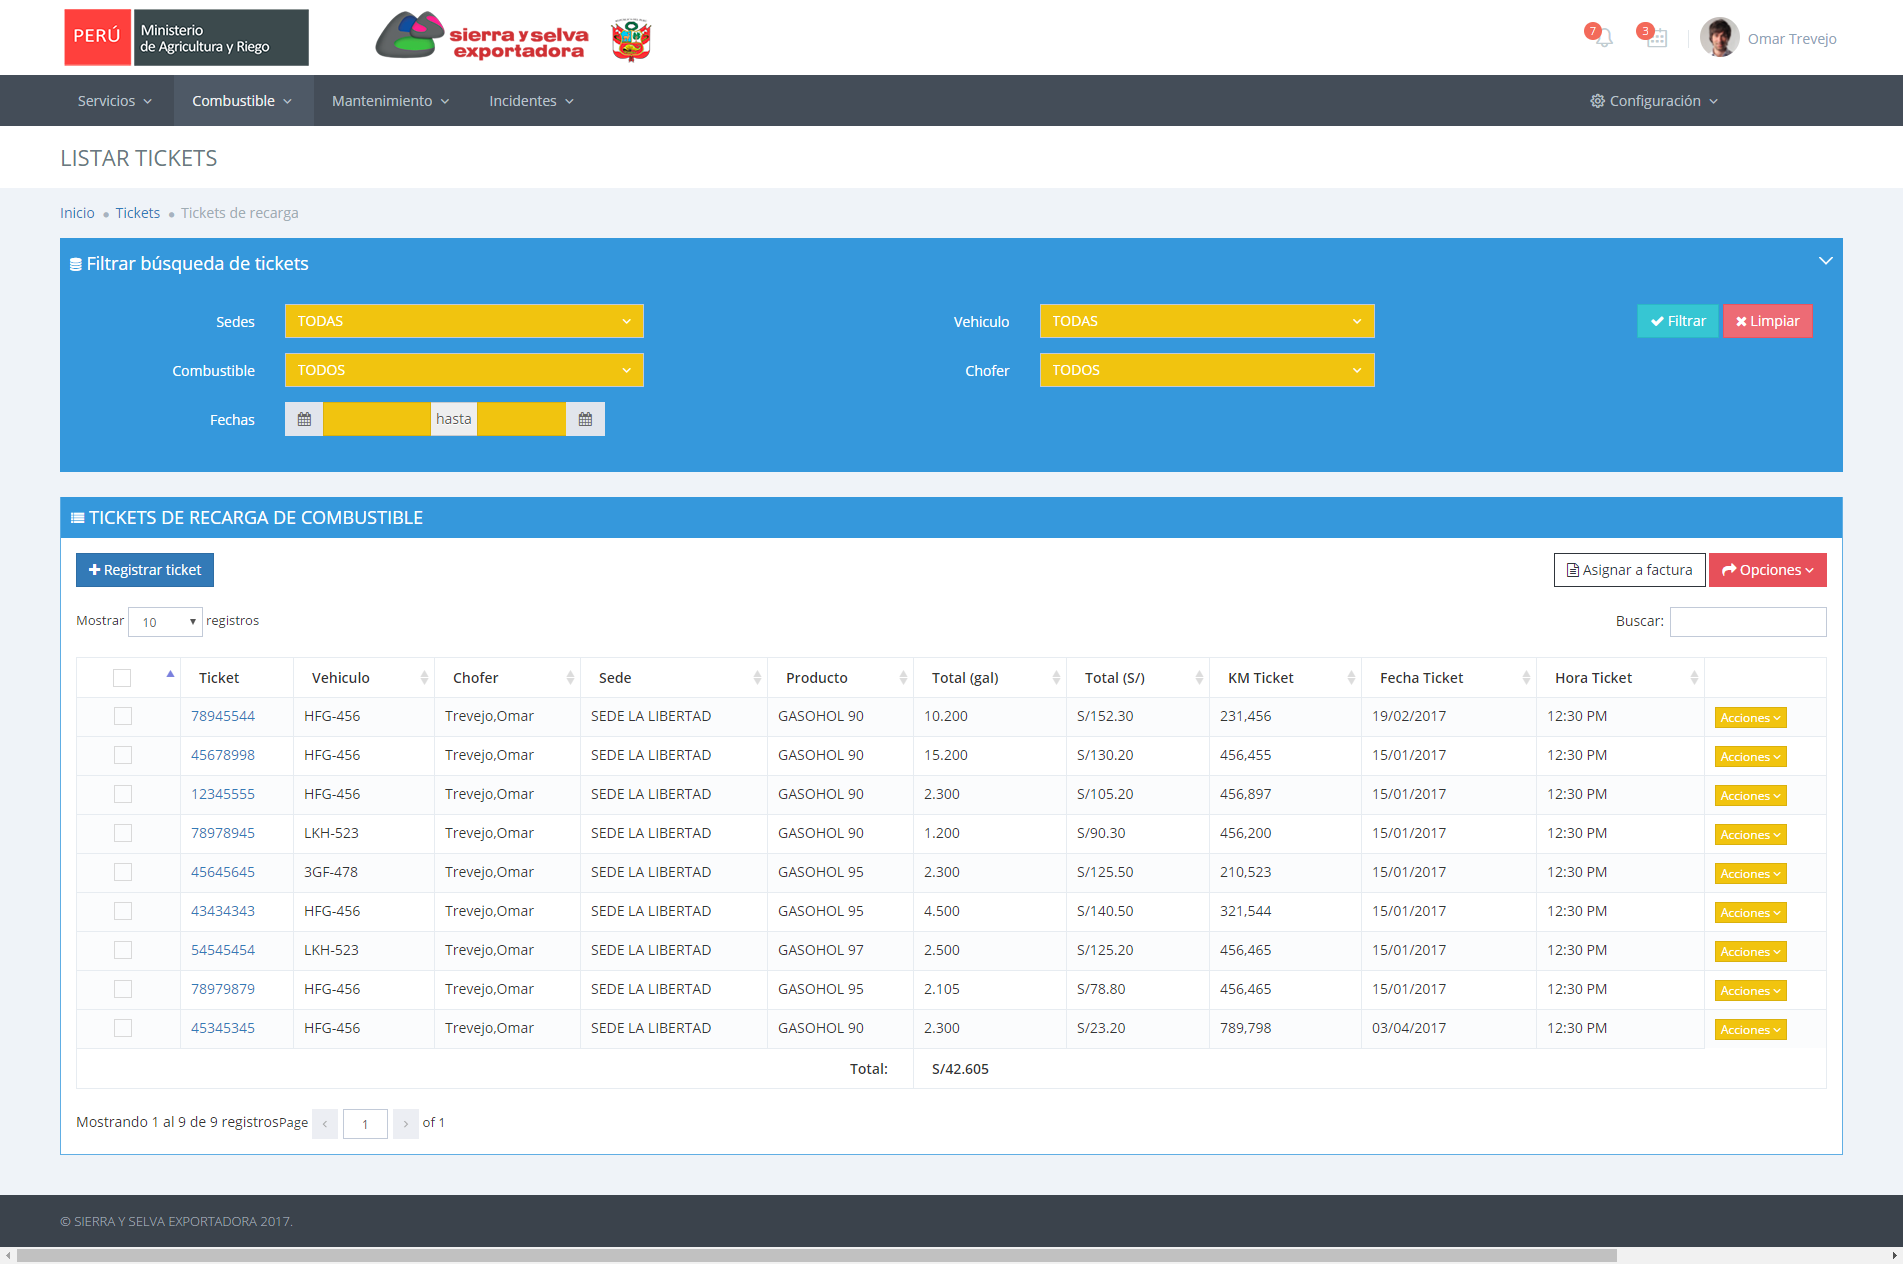 PERÚ Ministerio
de Agricultura y Riego
sierra y selva
exportadora
7 3 Omar Trevejo
Servicios Combustible Mantenimiento Incidentes Configuración
LISTAR TICKETS
Inicio Tickets Tickets de recarga
Filtrar búsqueda de tickets
Sedes TODAS Vehiculo TODAS Filtrar Limpiar
Combustible TODOS Chofer TODOS
Fechas hasta
TICKETS DE RECARGA DE COMBUSTIBLE
Registrar ticket Asignar a factura Opciones
Mostrar 10 registros Buscar:
Ticket Vehiculo Chofer Sede Producto Total (gal) Total (S/) KM Ticket Fecha Ticket Hora Ticket
78945544 HFG-456 Trevejo,Omar SEDE LA LIBERTAD GASOHOL 90 10.200 S/152.30 231,456 19/02/2017 12:30 PM Acciones
45678998 HFG-456 Trevejo,Omar SEDE LA LIBERTAD GASOHOL 90 15.200 S/130.20 456,455 15/01/2017 12:30 PM Acciones
12345555 HFG-456 Trevejo,Omar SEDE LA LIBERTAD GASOHOL 90 2.300 S/105.20 456,897 15/01/2017 12:30 PM Acciones
78978945 LKH-523 Trevejo,Omar SEDE LA LIBERTAD GASOHOL 90 1.200 S/90.30 456,200 15/01/2017 12:30 PM Acciones
45645645 3GF-478 Trevejo,Omar SEDE LA LIBERTAD GASOHOL 95 2.300 S/125.50 210,523 15/01/2017 12:30 PM Acciones
43434343 HFG-456 Trevejo,Omar SEDE LA LIBERTAD GASOHOL 95 4.500 S/140.50 321,544 15/01/2017 12:30 PM Acciones
54545454 LKH-523 Trevejo,Omar SEDE LA LIBERTAD GASOHOL 97 2.500 S/125.20 456,465 15/01/2017 12:30 PM Acciones
78979879 HFG-456 Trevejo,Omar SEDE LA LIBERTAD GASOHOL 95 2.105 S/78.80 456,465 15/01/2017 12:30 PM Acciones
45345345 HFG-456 Trevejo,Omar SEDE LA LIBERTAD GASOHOL 90 2.300 S/23.20 789,798 03/04/2017 12:30 PM Acciones
Total: S/42.605
Mostrando 1 al 9 de 9 registrosPage 1 of 1
© SIERRA Y SELVA EXPORTADORA 2017.